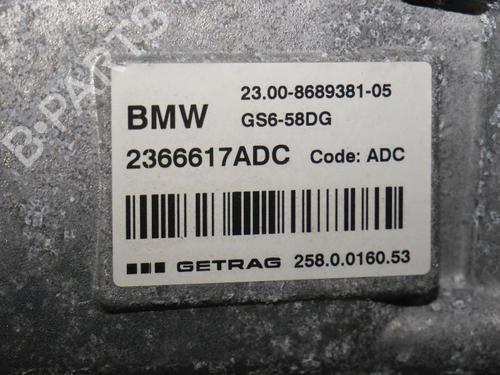 B-PARTS
23.00-8689381-05
BMW GS6-58DG
2366617ADC Code: ADC
GETRAG 258.0.0160.53